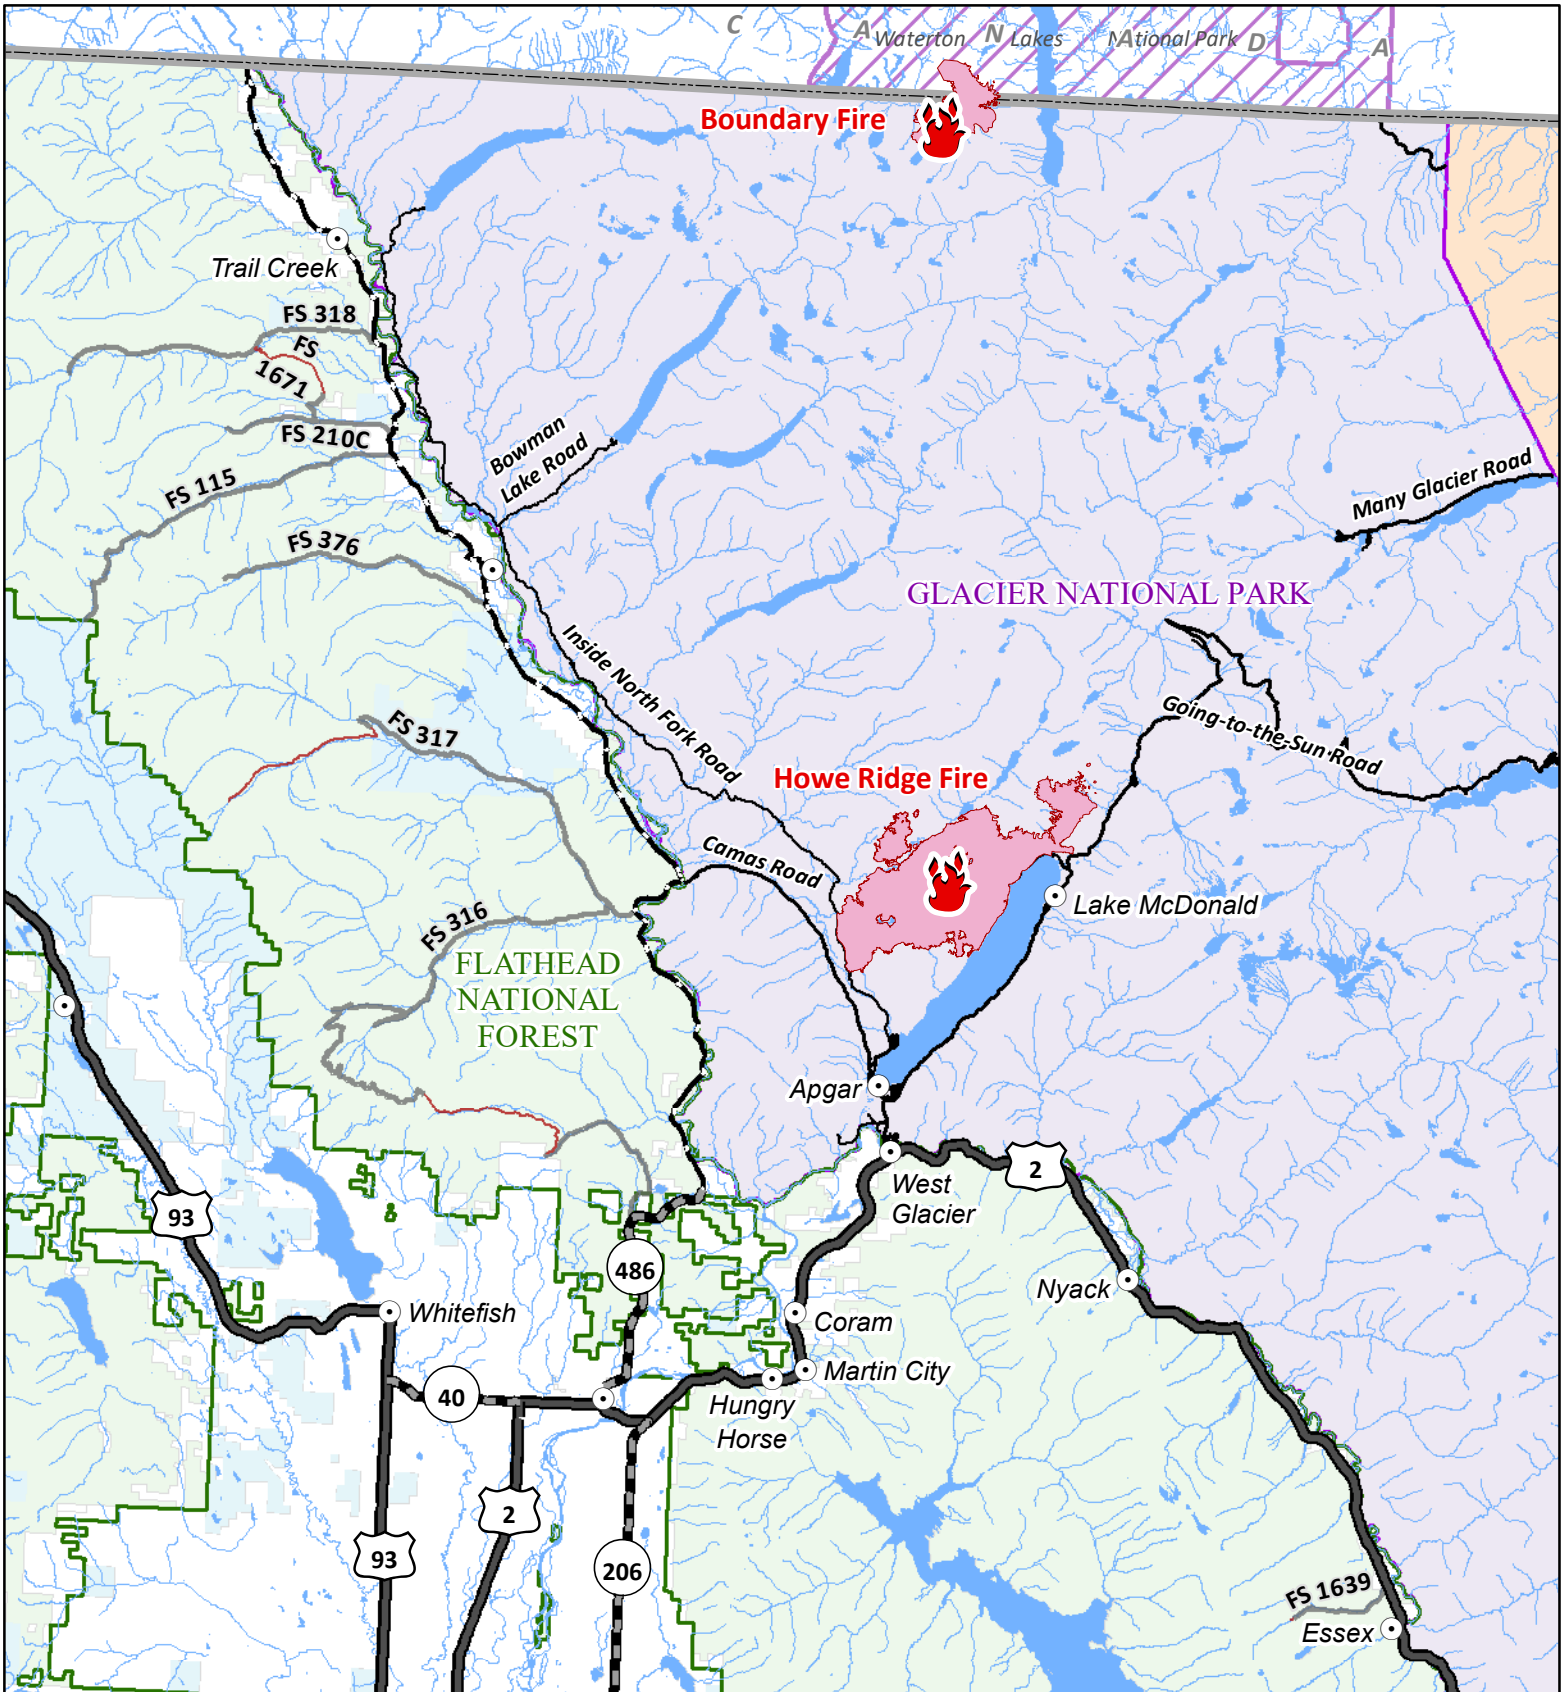 C A N A D A
Waterton Lakes National Park
Boundary Fire
Trail Creek
FS 318
FS
1671
FS 210C
FS 115
Bowman
Lake Road
Many Glacier Road
FS 376
GLACIER NATIONAL PARK
Inside North Fork Road
Going-to-the-Sun Road
FS 317
Howe Ridge Fire
Camas Road
Lake McDonald
FS 316
FLATHEAD
NATIONAL
FOREST
Apgar
2
West
Glacier
93
486
Nyack
Whitefish
Coram
Martin City
40
Hungry
Horse
2
93
206
FS 1639
Essex